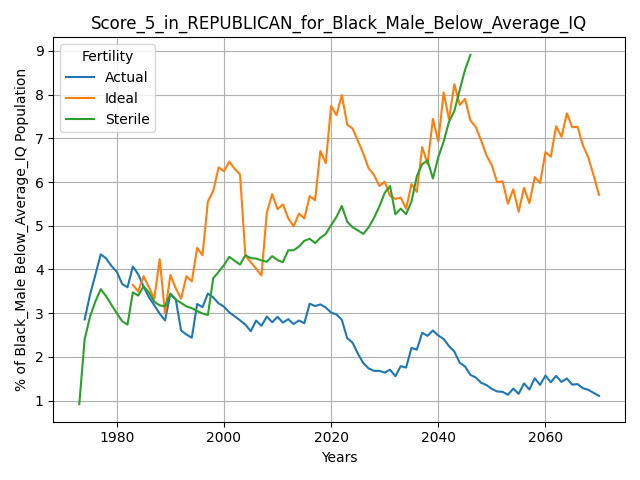 Score_5_in_REPUBLICAN_for_Black_Male_Below_Average_IQ
Fertility
Actual
Ideal
Sterile
% of Black_Male Below_Average_IQ Population
9
8
7
6
5
4
3
2
1
1980 2000 2020 2040 2060
Years